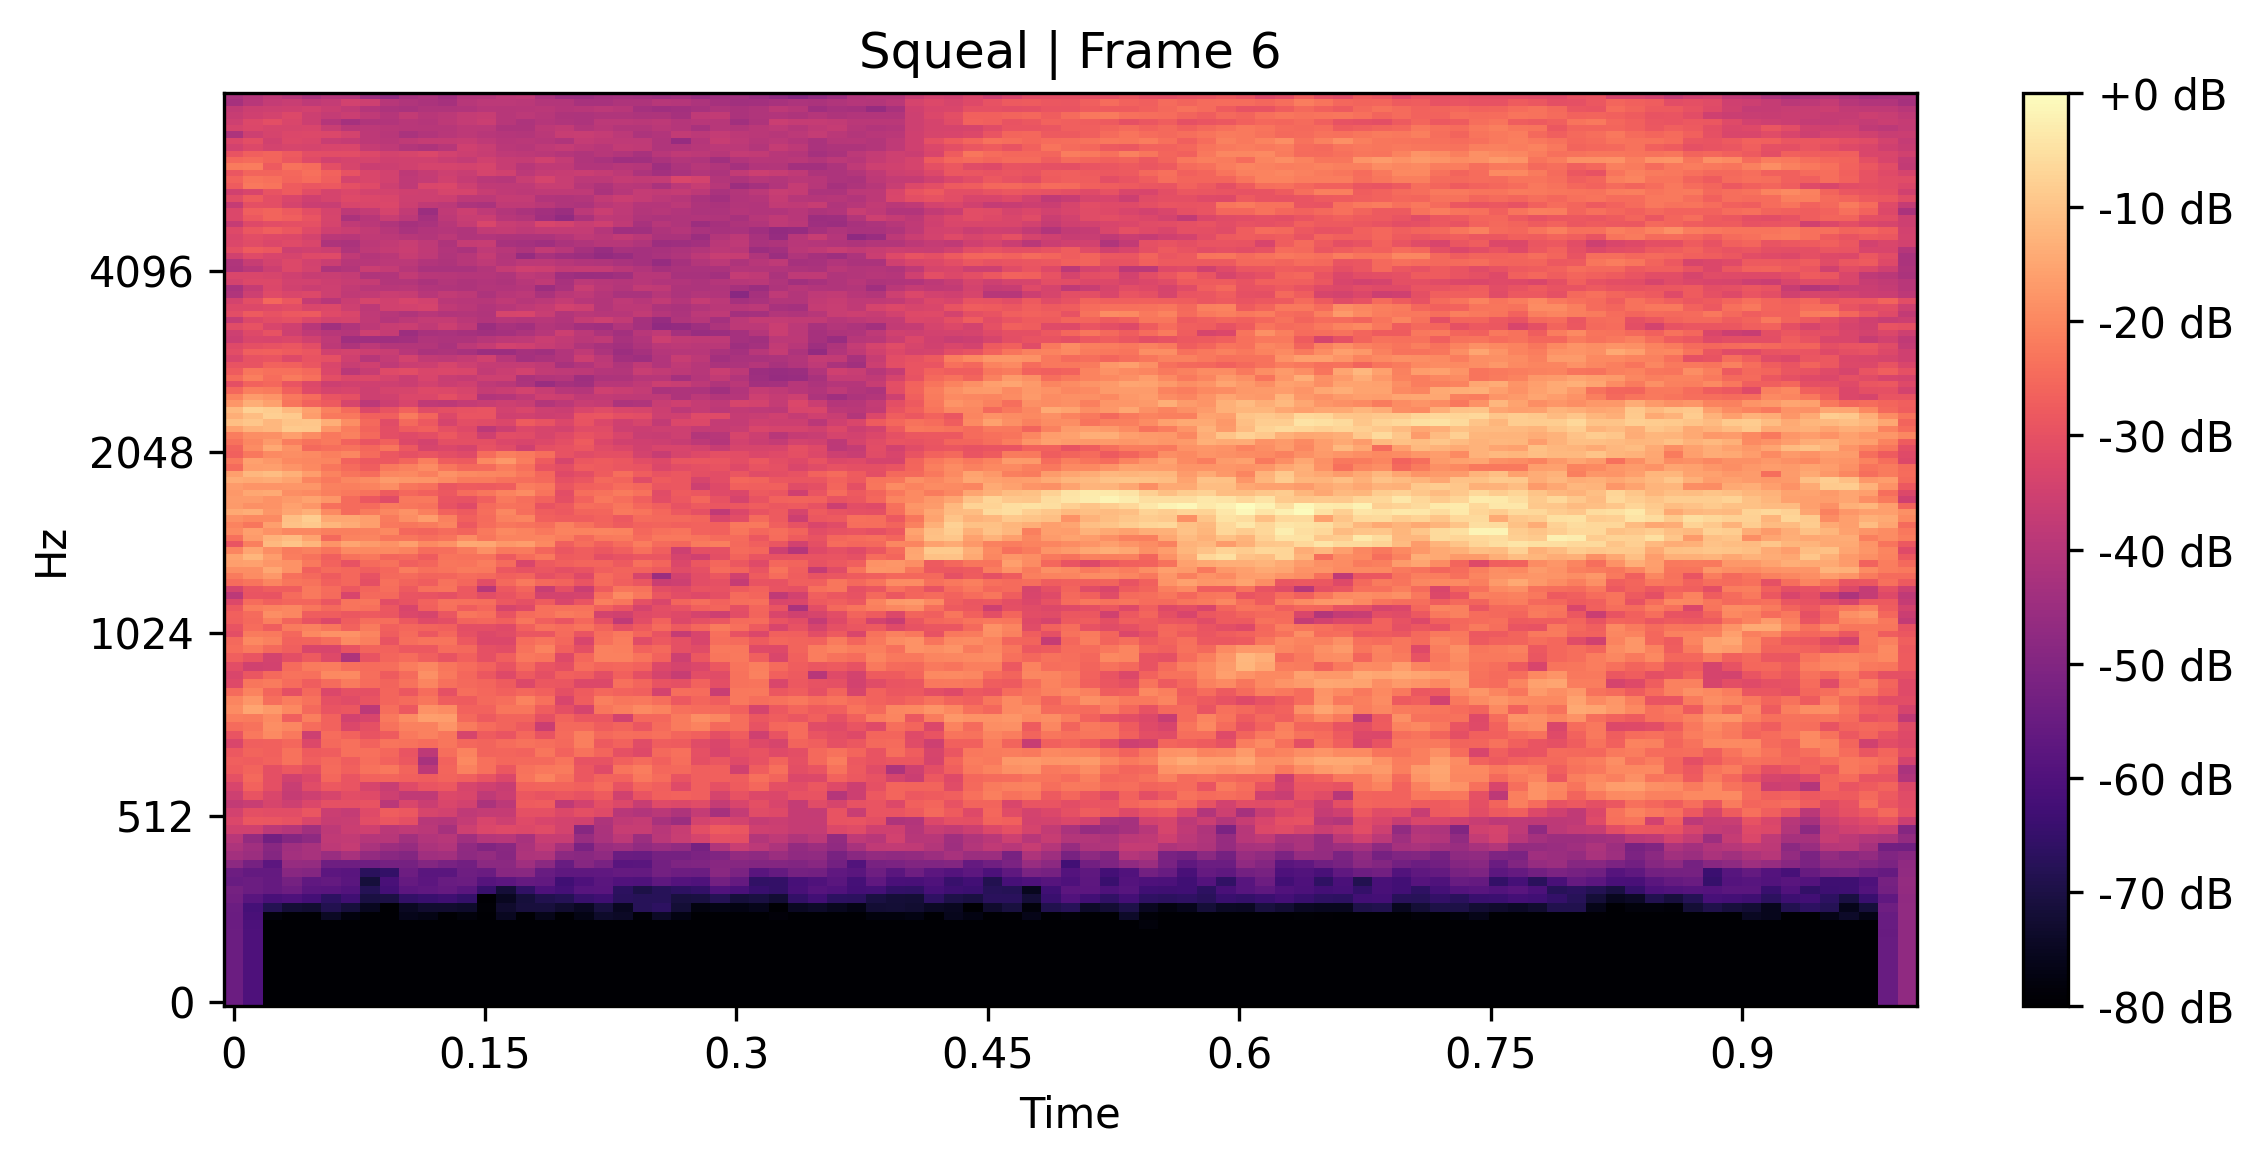 Squeal | Frame 6
+0 dB
-10 dB
4096
-20 dB
-30 dB
2048
Hz
-40 dB
1024
-50 dB
-60 dB
512
-70 dB
0
-80 dB
0 0.15 0.3 0.45 0.6 0.75 0.9
Time